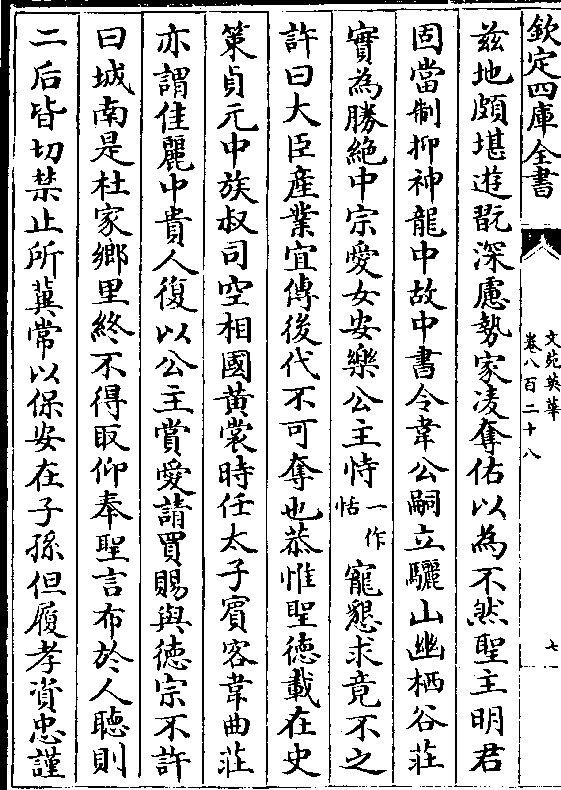 欽定四庫全書
文苑英華
卷八百二十八
七
玆地頗堪遊翫深慮勢家凌奪佑以為不然聖主明君
固當制抑神龍中故中書令韋公嗣立驪山幽栖谷莊
實為勝絶中宗愛女安樂公主恃一作怙寵懇求竟不之
許曰大臣産業宜傳後代不可奪也恭惟聖徳載在史
策貞元中族叔司空相國黄裳時任太子賔客韋曲莊
亦謂佳麗中貴人復以公主賞愛請買賜與徳宗不許
曰城南是杜家鄉里終不得取仰奉聖言布於人聽則
二后皆切禁止所冀常以保安在子孫但履孝資忠謹